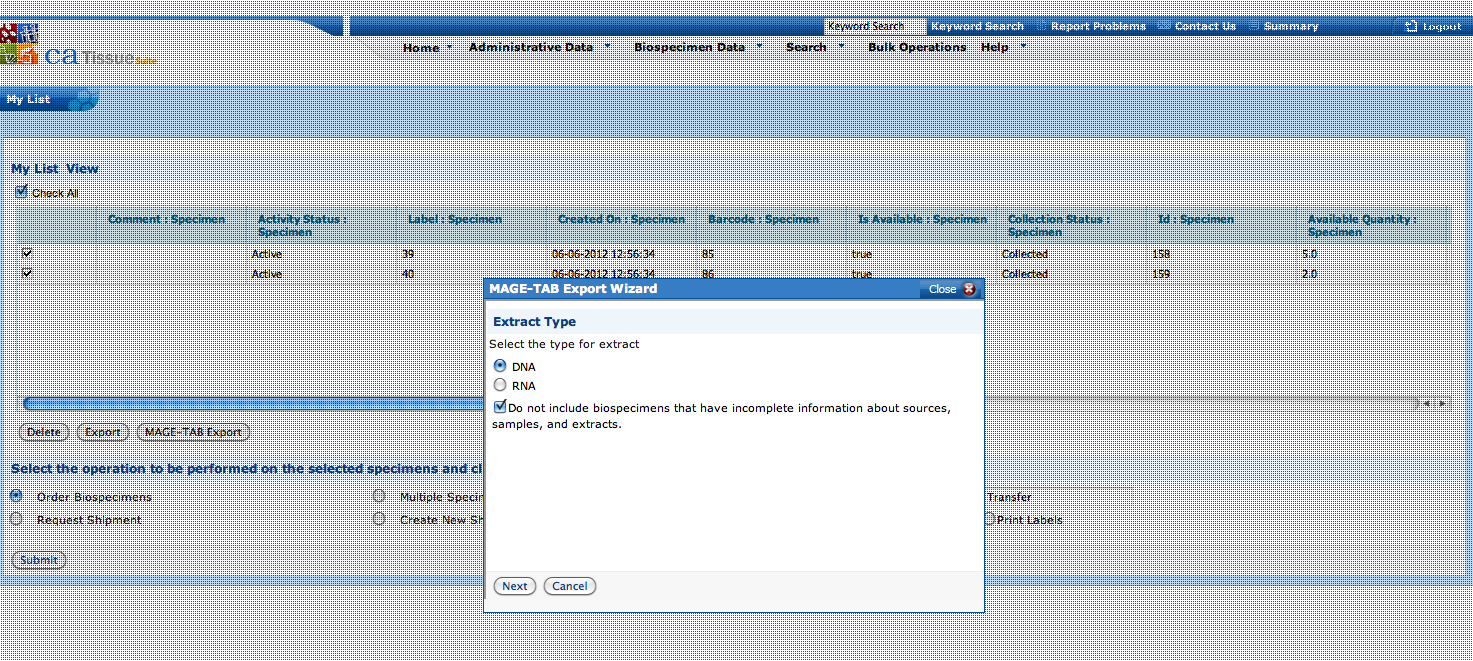 Keyword Search Keyword Search Report Problems Contact Us Summary Logout
ca Tissue Suite
Home Administrative Data Biospecimen Data Search Bulk Operations Help
My List
My List View
Check All
Comment : Specimen Activity Status : Specimen Label : Specimen Created On : Specimen Barcode : Specimen Is Available : Specimen Collection Status : Specimen Id : Specimen Available Quantity : Specimen
Active 39 06-06-2012 12:56:34 85 true Collected 158 5.0
Active 40 06-06-2012 12:56:34 86 true Collected 159 2.0
MAGE-TAB Export Wizard Close
Extract Type
Select the type for extract
DNA
RNA
Do not include biospecimens that have incomplete information about sources,
samples, and extracts.
Next Cancel
Delete Export MAGE-TAB Export
Select the operation to be performed on the selected specimens and cl
Order Biospecimens Multiple Specin Transfer
Request Shipment Create New Sh Print Labels
Submit